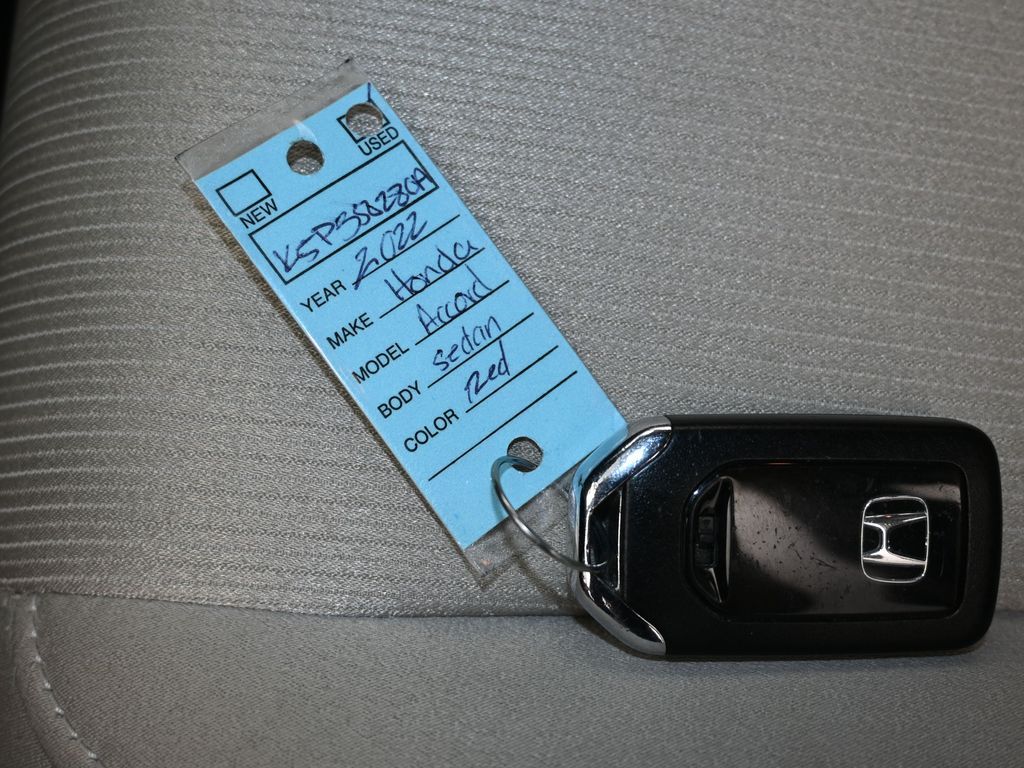 USED
NEW
YEAR 2022
MAKE Honda
MODEL Accord
BODY sedan
COLOR Red